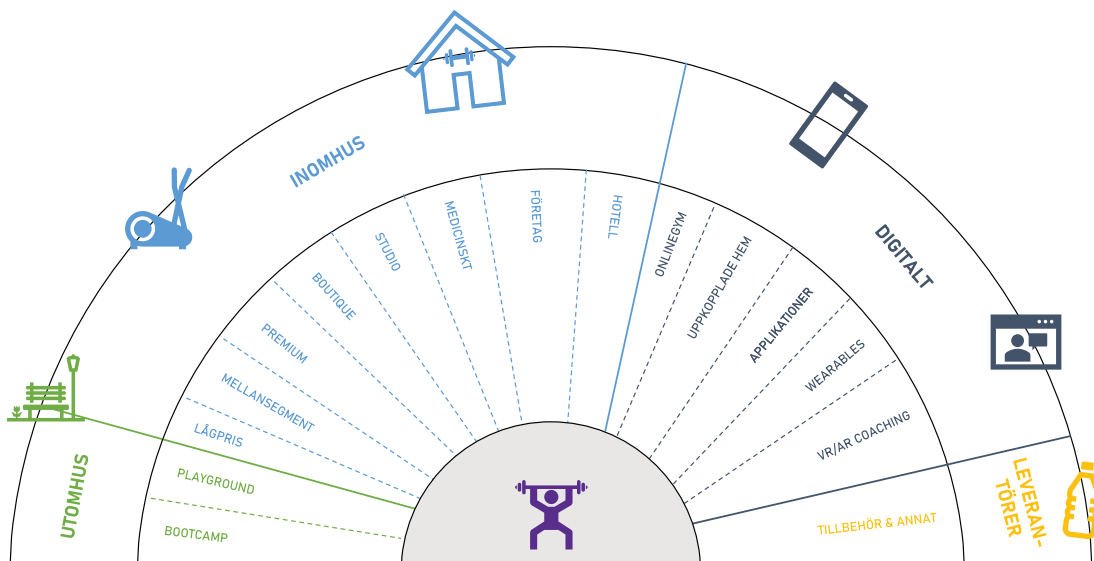 UTOMHUS
BOOTCAMP
PLAYGROUND
INOMHUS
LÅGPRIS
MELLANSEGMENT
PREMIUM
BOUTIQUE
STUDIO
MEDICINSKT
FÖRETAG
HOTELL
DIGITALT
ONLINEGYM
UPPKOPPLADE HEM
APPLIKATIONER
WEARABLES
VR/AR COACHING
LEVERAN-
TÖRER
TILLBEHÖR & ANNAT